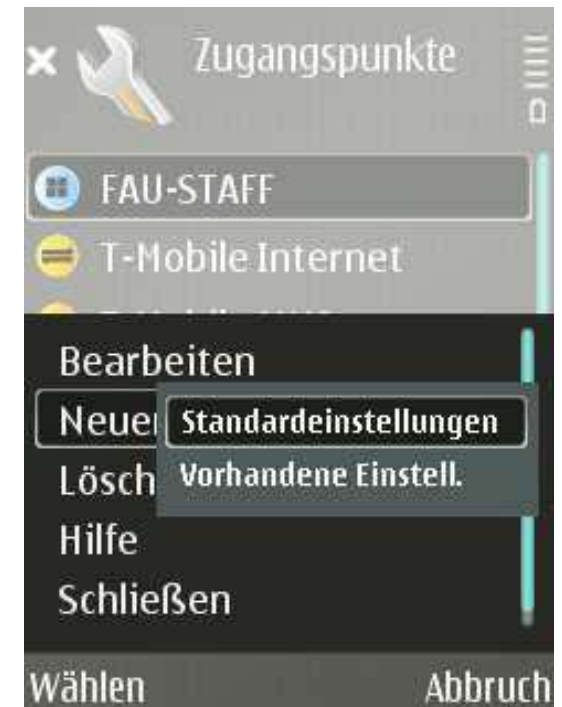 Zugangspunkte
FAU-STAFF
T-Mobile Internet
Bearbeiten
Neuer
Standardeinstellungen
Lösch
Vorhandene Einstell.
Hilfe
Schließen
Wählen
Abbruch